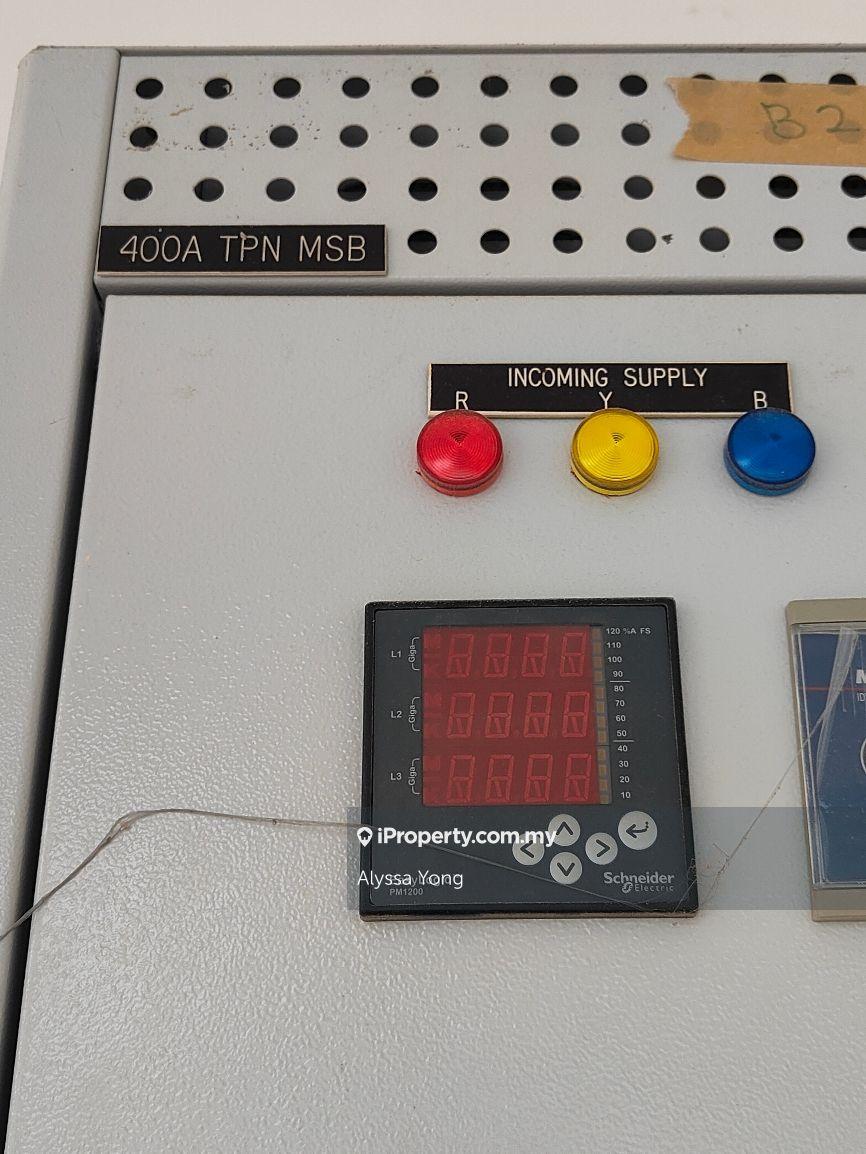 B2
400A TPN MSB
INCOMING SUPPLY
R Y B
120 %A FS
L1 Giga
110
100
90
80
L2 Giga
70
60
50
40
L3 Giga
30
20
10
iProperty.com.my
Alyssa Yong
PM1200
Schneider
Electric